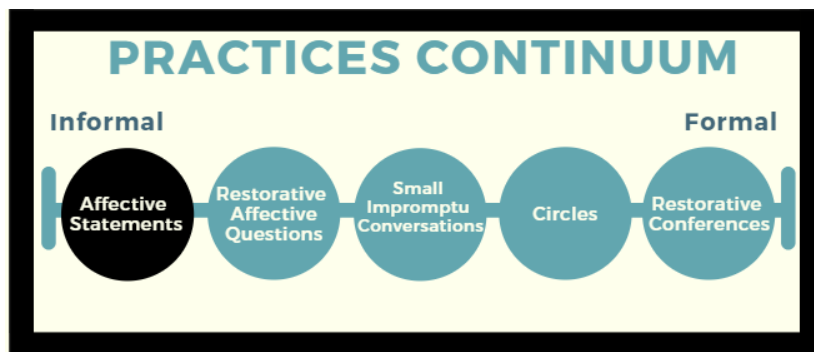 PRACTICES CONTINUUM
Informal
Formal
Affective
Statements
Restorative
Affective
Questions
Small
Impromptu
Conversations
Circles
Restorative
Conferences